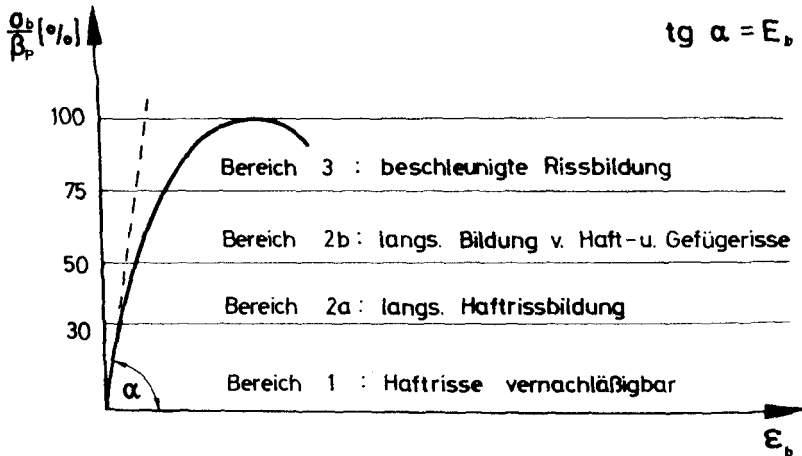 σb/βp [%]
tg α = Eb
100
Bereich 3 : beschleunigte Rissbildung
75
Bereich 2b : langs. Bildung v. Haft-u. Gefügerisse
50
Bereich 2a : langs. Haftrissbildung
30
Bereich 1 : Haftrisse vernachläßigbar
α
εb